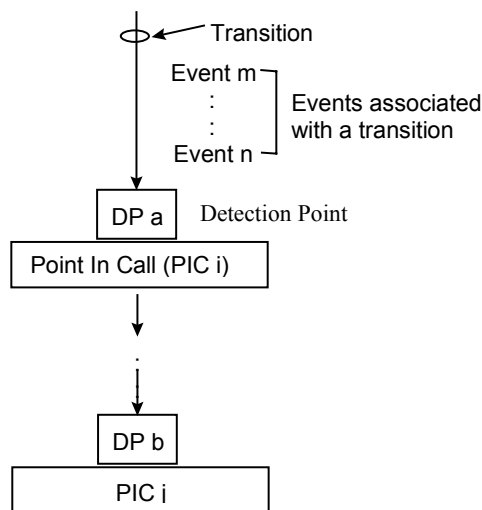 Transition
Event m
:
:
Event n
Events associated
with a transition
DP a
Detection Point
Point In Call (PIC i)
DP b
PIC j